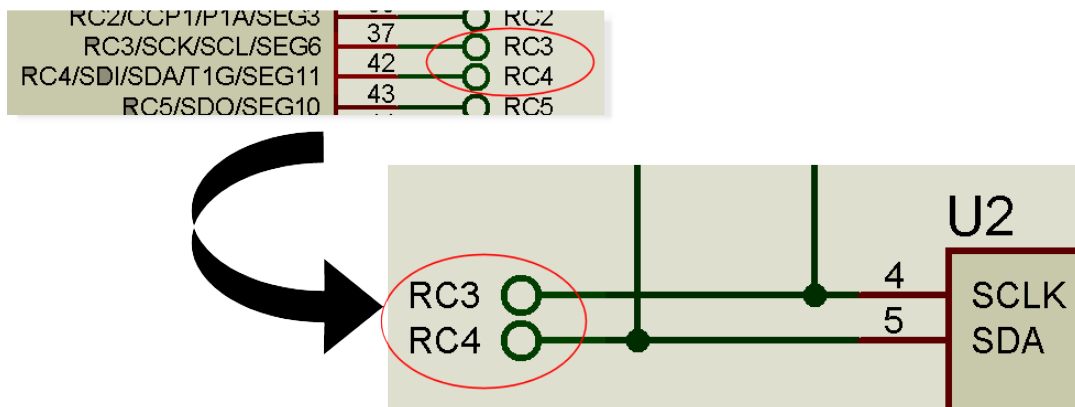 RC2/CCP1/P1A/SEG3 RC2
RC3/SCK/SCL/SEG6 37 RC3
RC4/SDI/SDA/T1G/SEG11 42 RC4
RC5/SDO/SEG10 43 RC5
U2
RC3 4 SCLK
RC4 5 SDA